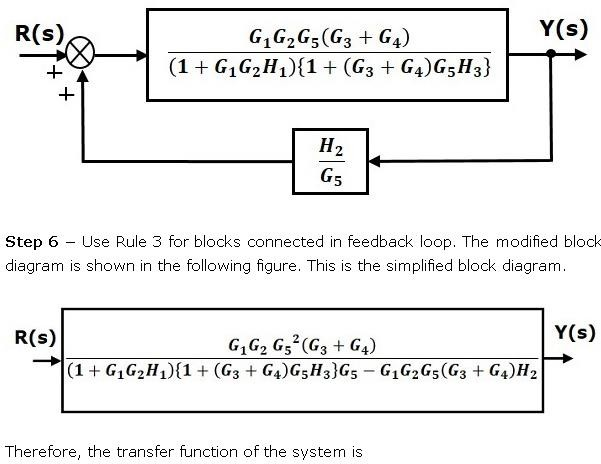 R(s)
Y(s)
G₁G₂G₅(G₃ + G₄)
(1 + G₁G₂H₁){1 + (G₃ + G₄)G₅H₃}
+
+
H₂
G₅
Step 6 − Use Rule 3 for blocks connected in feedback loop. The modified block
diagram is shown in the following figure. This is the simplified block diagram.
R(s)
Y(s)
G₁G₂ G₅²(G₃ + G₄)
(1 + G₁G₂H₁){1 + (G₃ + G₄)G₅H₃}G₅ − G₁G₂G₅(G₃ + G₄)H₂
Therefore, the transfer function of the system is